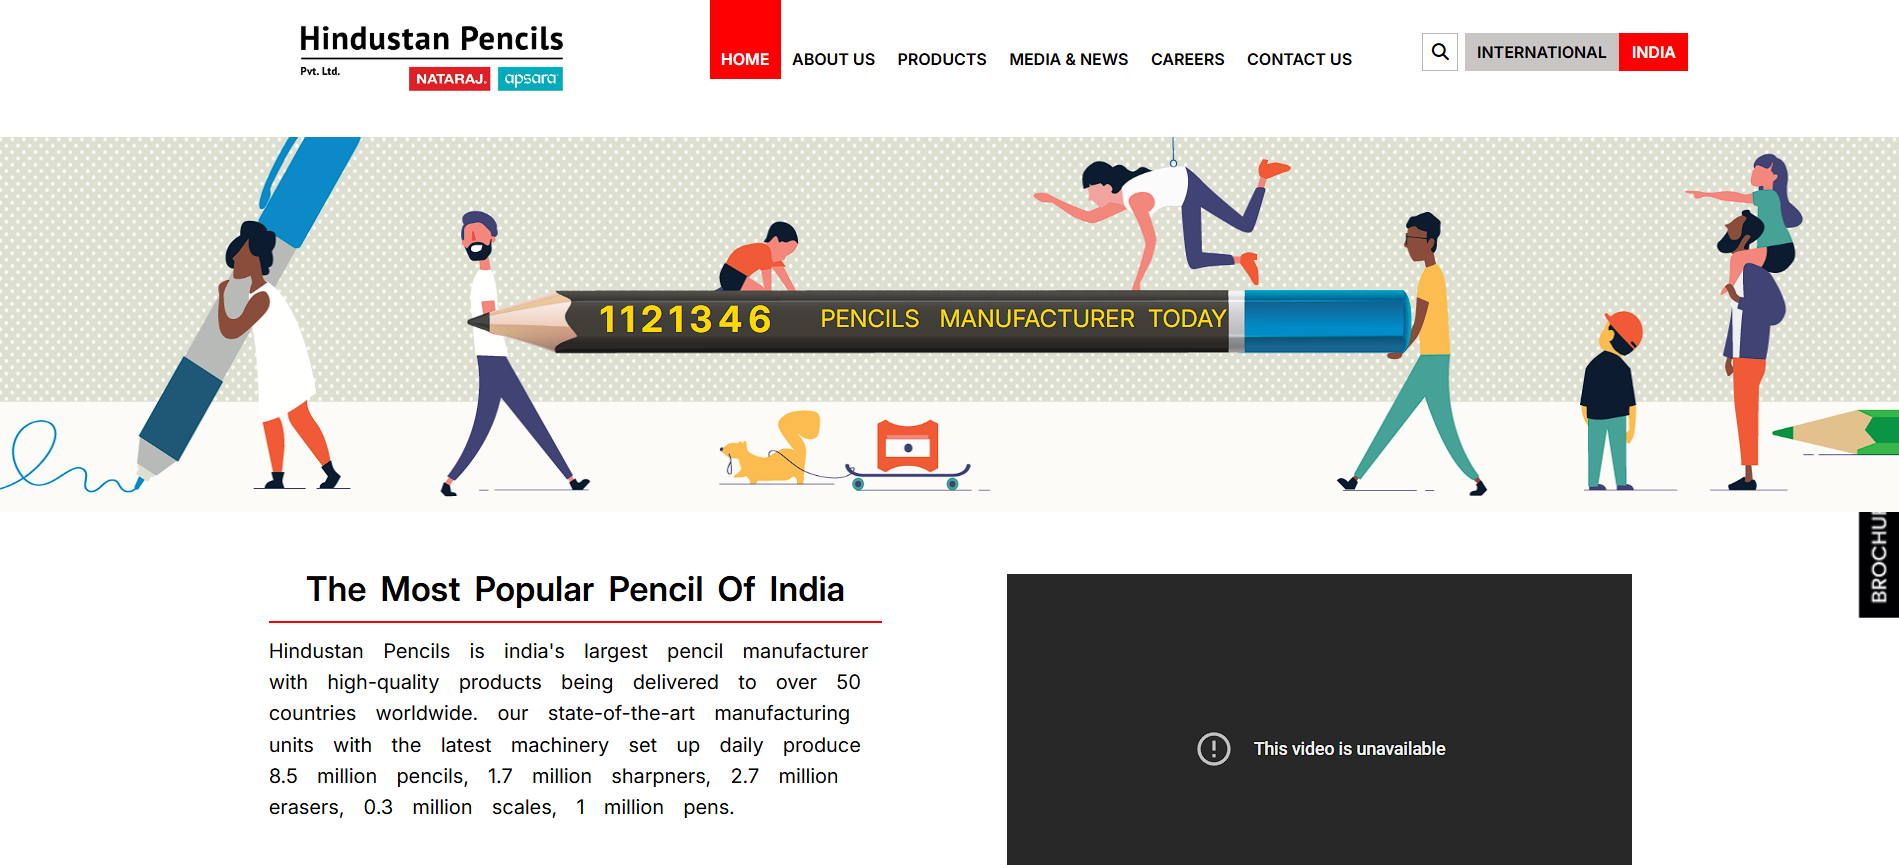 Hindustan Pencils
Pvt. Ltd.
NATARAJ.
apsara
HOME ABOUT US PRODUCTS MEDIA & NEWS CAREERS CONTACT US
INTERNATIONAL INDIA
1121346 PENCILS MANUFACTURER TODAY
The Most Popular Pencil Of India
Hindustan Pencils is india's largest pencil manufacturer
with high-quality products being delivered to over 50
countries worldwide. our state-of-the-art manufacturing
units with the latest machinery set up daily produce
8.5 million pencils, 1.7 million sharpners, 2.7 million
erasers, 0.3 million scales, 1 million pens.
This video is unavailable